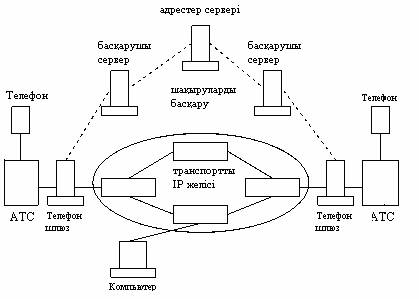 адрестер сервері
басқарушы
сервер
басқарушы
сервер
шақыруларды
басқару
Телефон
Телефон
транспортты
IP желісі
АТС
Телефон
шлюз
Телефон
шлюз
АТС
Компьютер